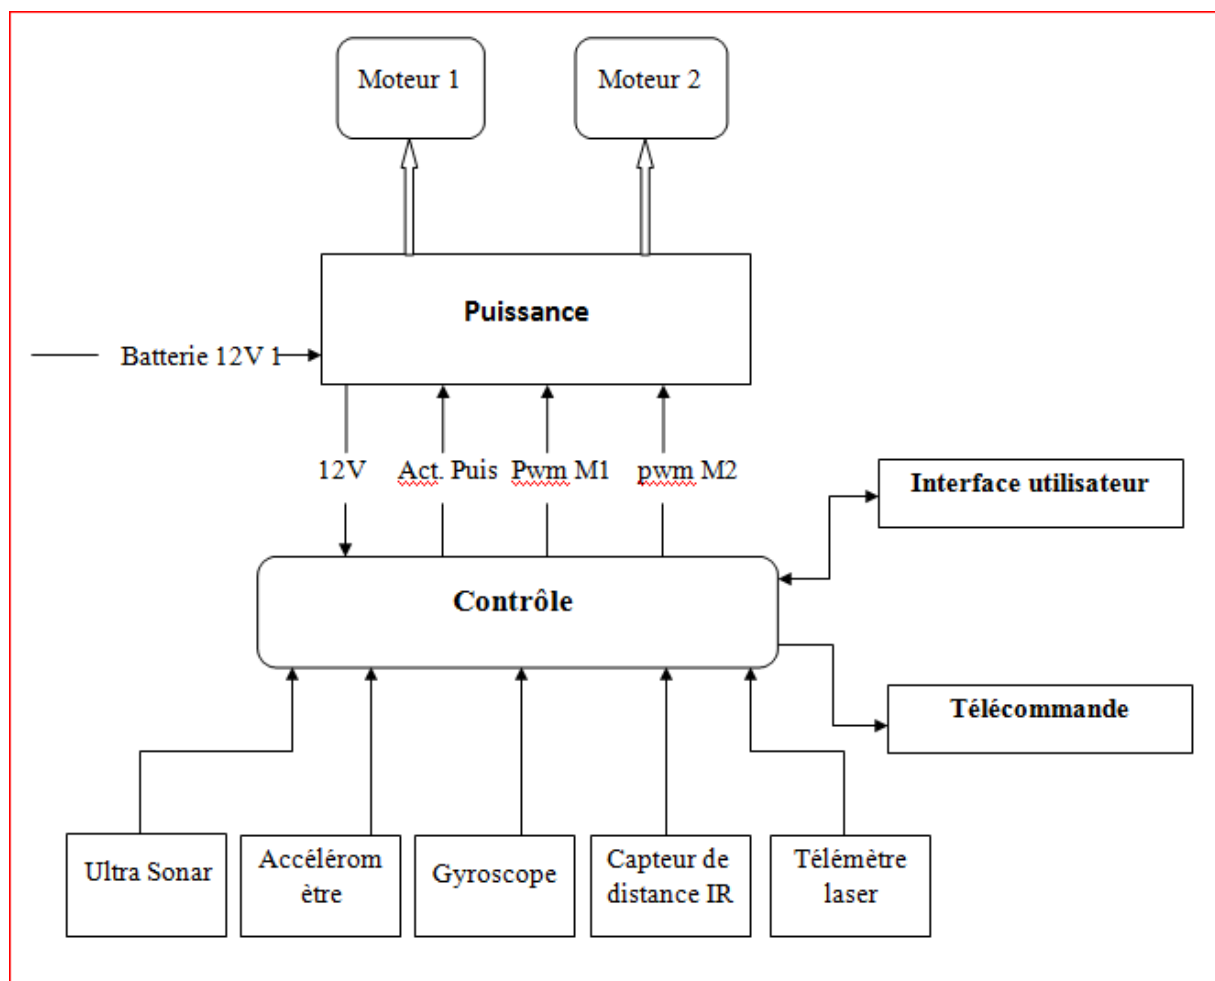 Moteur 1
Moteur 2
Puissance
Batterie 12V 1
12V
Act. Puis
Pwm M1
pwm M2
Interface utilisateur
Contrôle
Télécommande
Ultra Sonar
Accélérom
ètre
Gyroscope
Capteur de
distance IR
Télémètre
laser